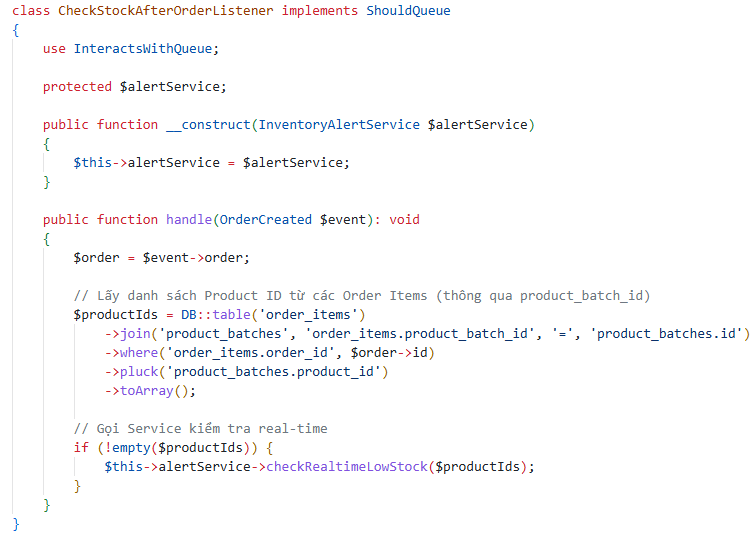 class CheckStockAfterOrderListener implements ShouldQueue
{
    use InteractsWithQueue;

    protected $alertService;

    public function __construct(InventoryAlertService $alertService)
    {
        $this->alertService = $alertService;
    }

    public function handle(OrderCreated $event): void
    {
        $order = $event->order;

        // Lấy danh sách Product ID từ các Order Items (thông qua product_batch_id)
        $productIds = DB::table('order_items')
            ->join('product_batches', 'order_items.product_batch_id', '=', 'product_batches.id')
            ->where('order_items.order_id', $order->id)
            ->pluck('product_batches.product_id')
            ->toArray();

        // Gọi Service kiểm tra real-time
        if (!empty($productIds)) {
            $this->alertService->checkRealtimeLowStock($productIds);
        }
    }
}